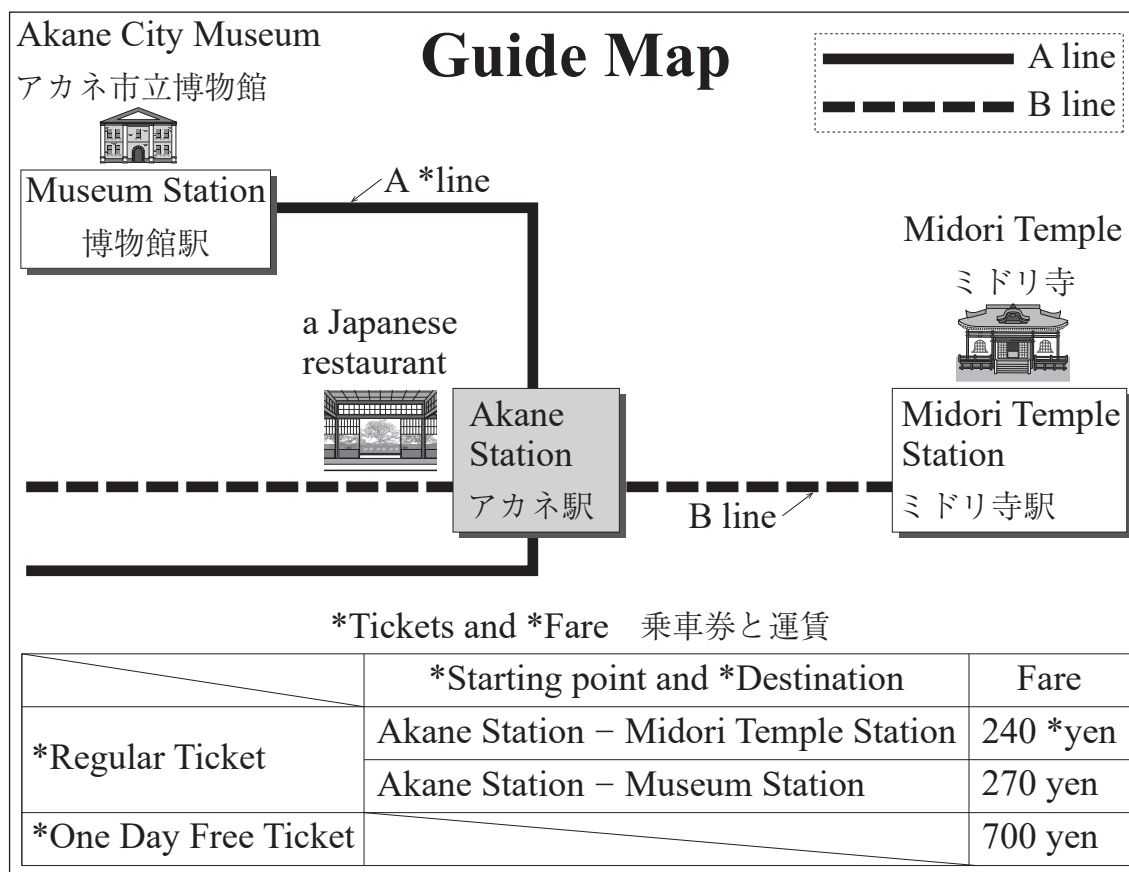 Guide Map
Akane City Museum
アカネ市立博物館
A line
B line
Museum Station
博物館駅
A *line
Midori Temple
ミドリ寺
a Japanese
restaurant
Akane
Station
アカネ駅
B line
Midori Temple
Station
ミドリ寺駅
*Tickets and *Fare 乗車券と運賃
*Starting point and *Destination Fare
*Regular Ticket
Akane Station − Midori Temple Station 240 *yen
Akane Station − Museum Station 270 yen
*One Day Free Ticket 700 yen